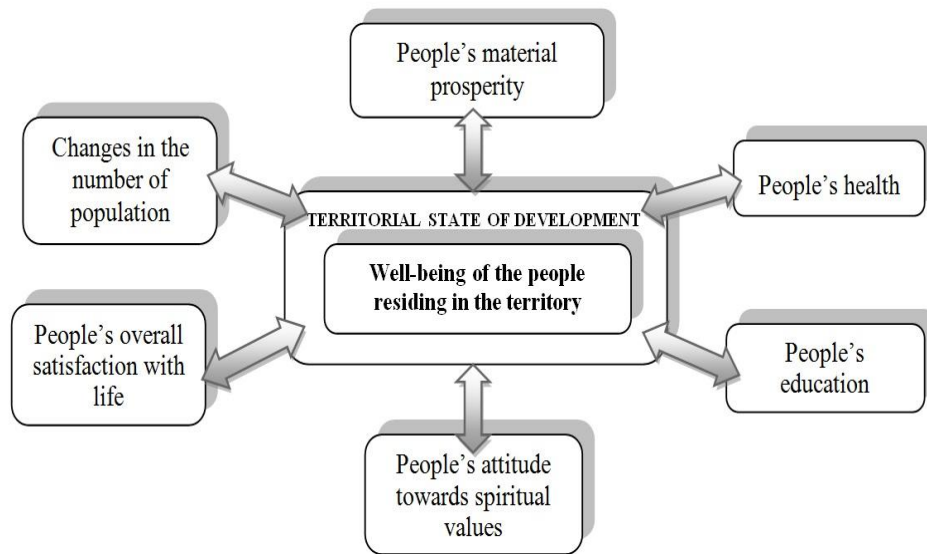 People’s material
prosperity
Changes in the
number of
population
People’s health
TERRITORIAL STATE OF DEVELOPMENT
Well-being of the people
residing in the territory
People’s overall
satisfaction with
life
People’s
education
People’s attitude
towards spiritual
values